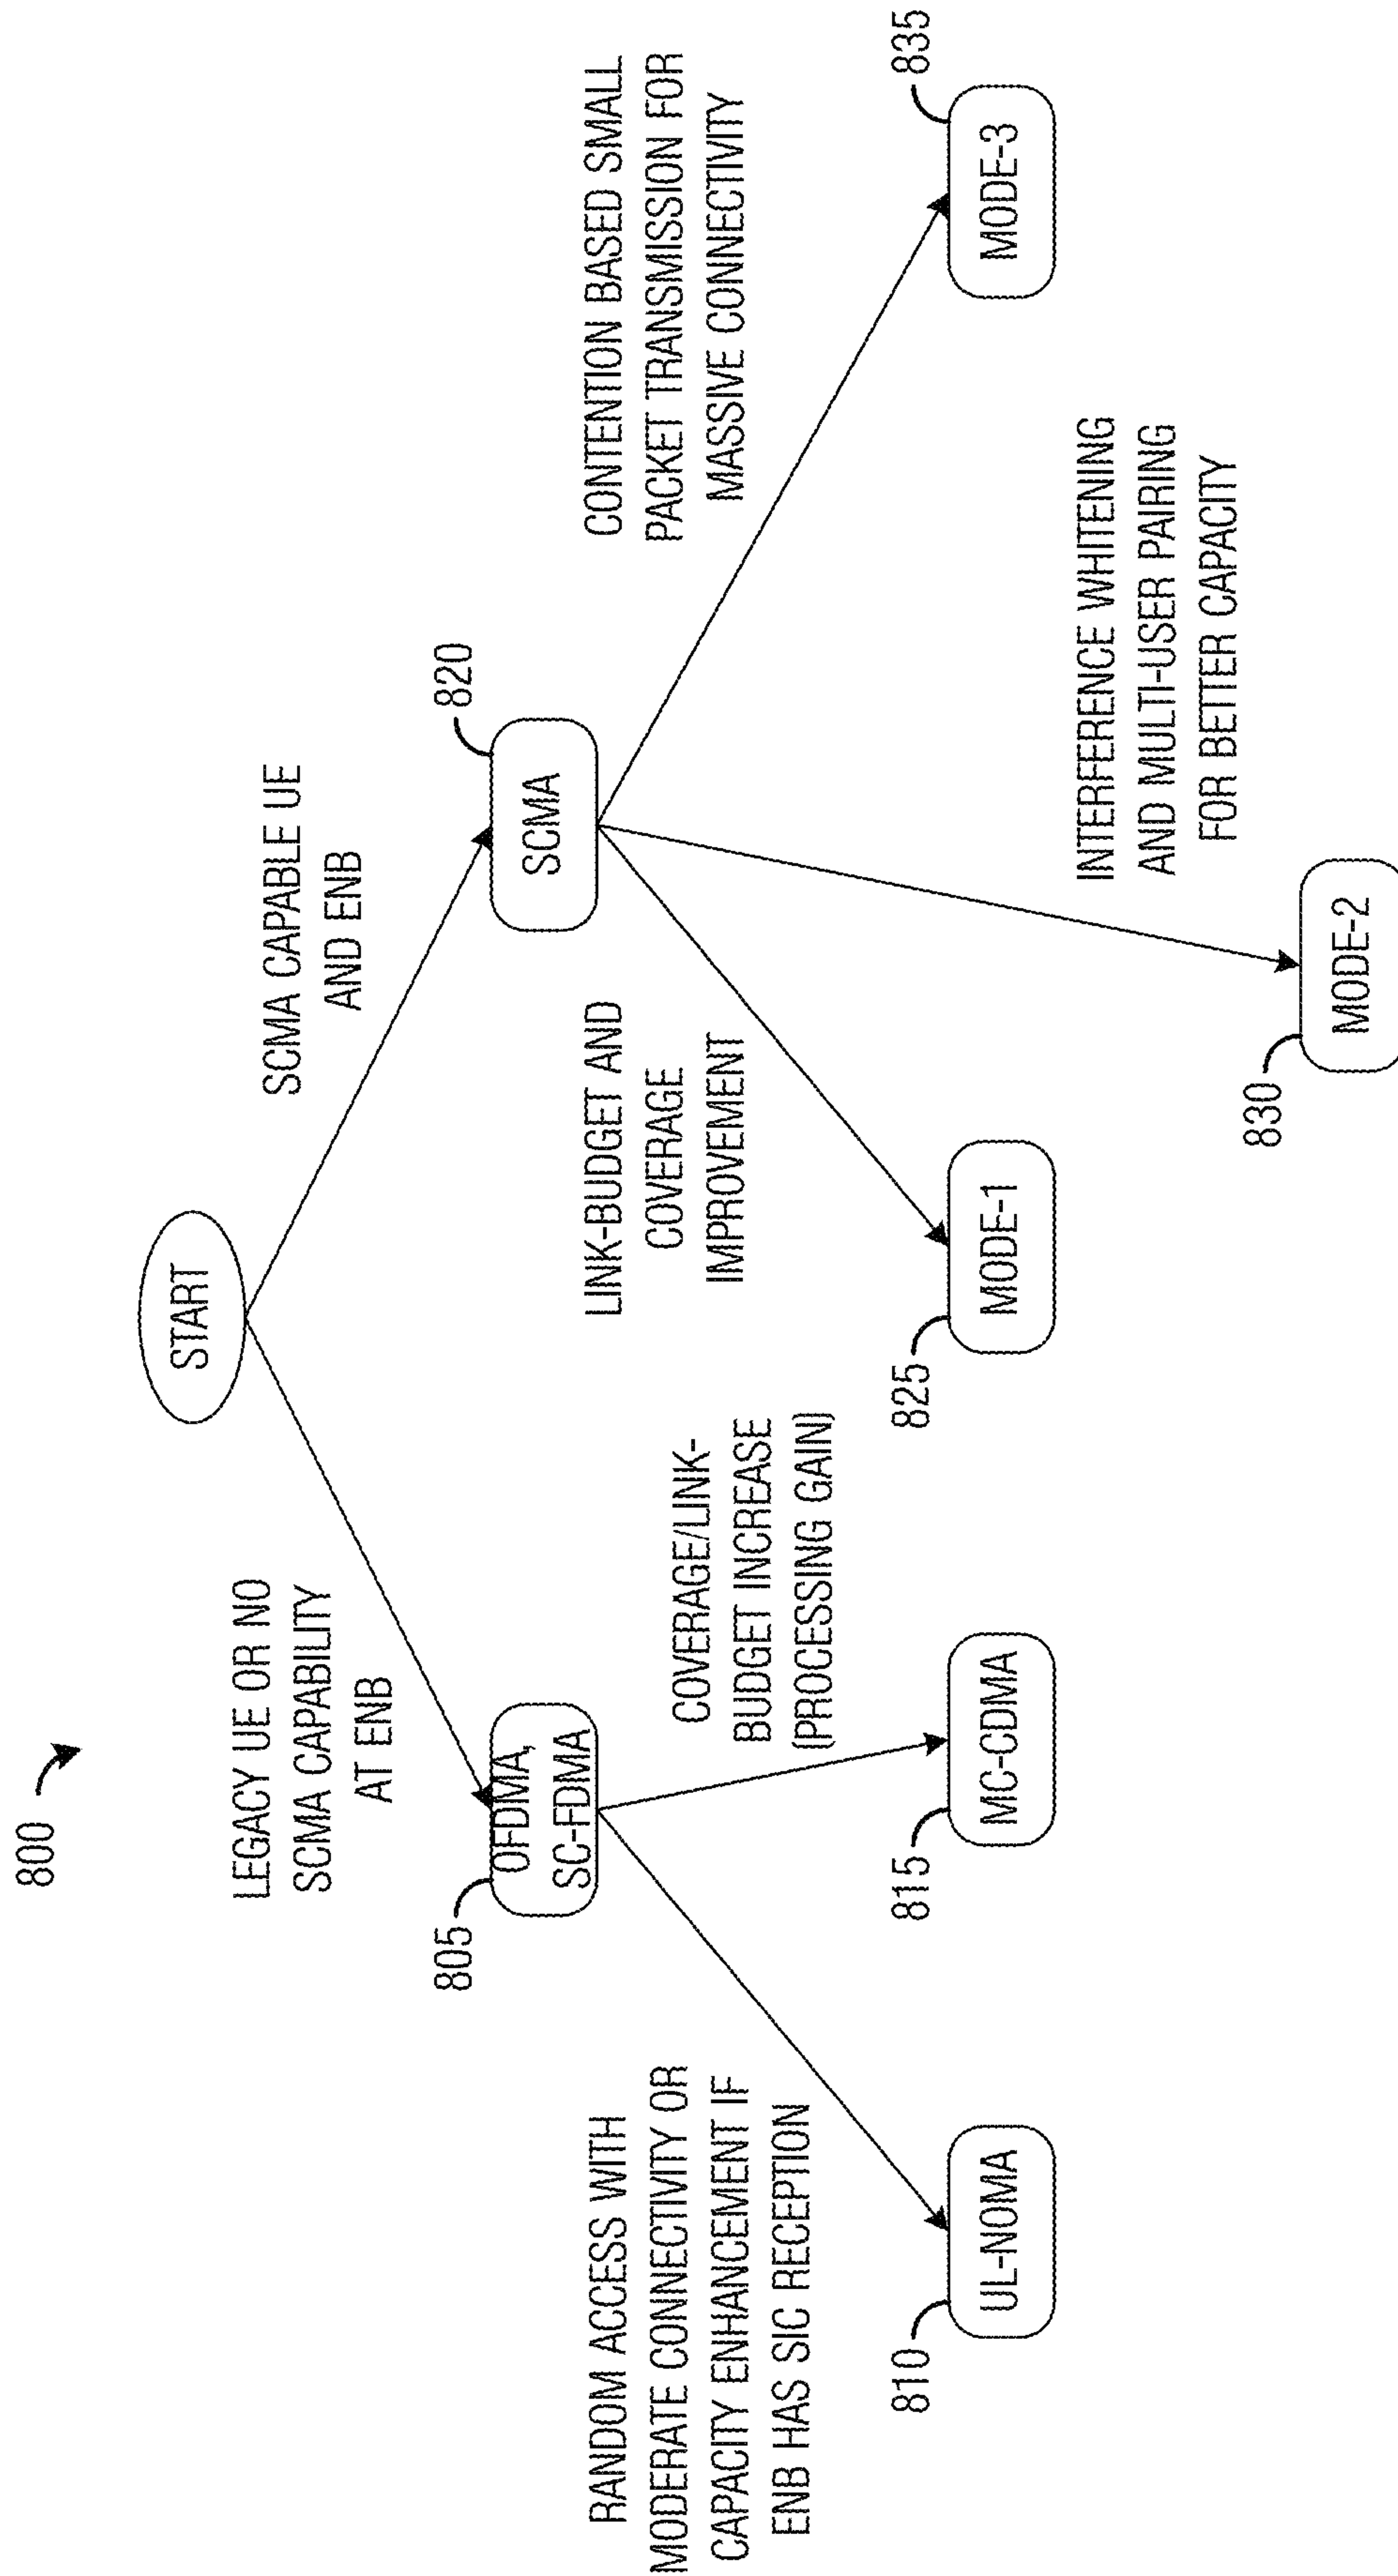 800
START
LEGACY UE OR NO
SCMA CAPABILITY
AT ENB
SCMA CAPABLE UE
AND ENB
805
OFDMA,
SC-FDMA
820
SCMA
RANDOM ACCESS WITH
MODERATE CONNECTIVITY OR
CAPACITY ENHANCEMENT IF
ENB HAS SIC RECEPTION
COVERAGE/LINK-
BUDGET INCREASE
(PROCESSING GAIN)
LINK-BUDGET AND
COVERAGE
IMPROVEMENT
CONTENTION BASED SMALL
PACKET TRANSMISSION FOR
MASSIVE CONNECTIVITY
810
UL-NOMA
815
MC-CDMA
825
MODE-1
835
MODE-3
INTERFERENCE WHITENING
AND MULTI-USER PAIRING
FOR BETTER CAPACITY
830
MODE-2